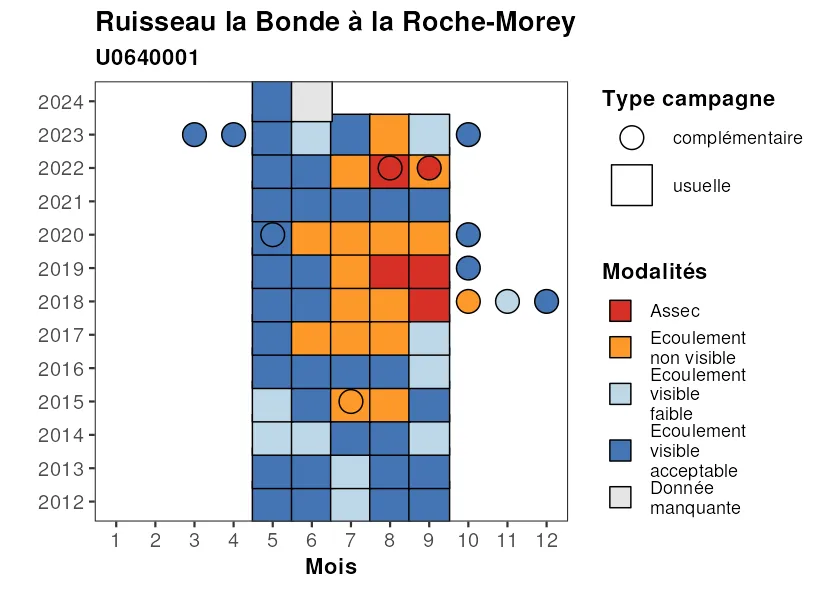 Ruisseau la Bonde à la Roche-Morey
U0640001
2024
2023
2022
2021
2020
2019
2018
2017
2016
2015
2014
2013
2012
1 2 3 4 5 6 7 8 9 10 11 12
Mois
Type campagne
complémentaire
usuelle
Modalités
Assec
Ecoulement
non visible
Ecoulement
visible
faible
Ecoulement
visible
acceptable
Donnée
manquante